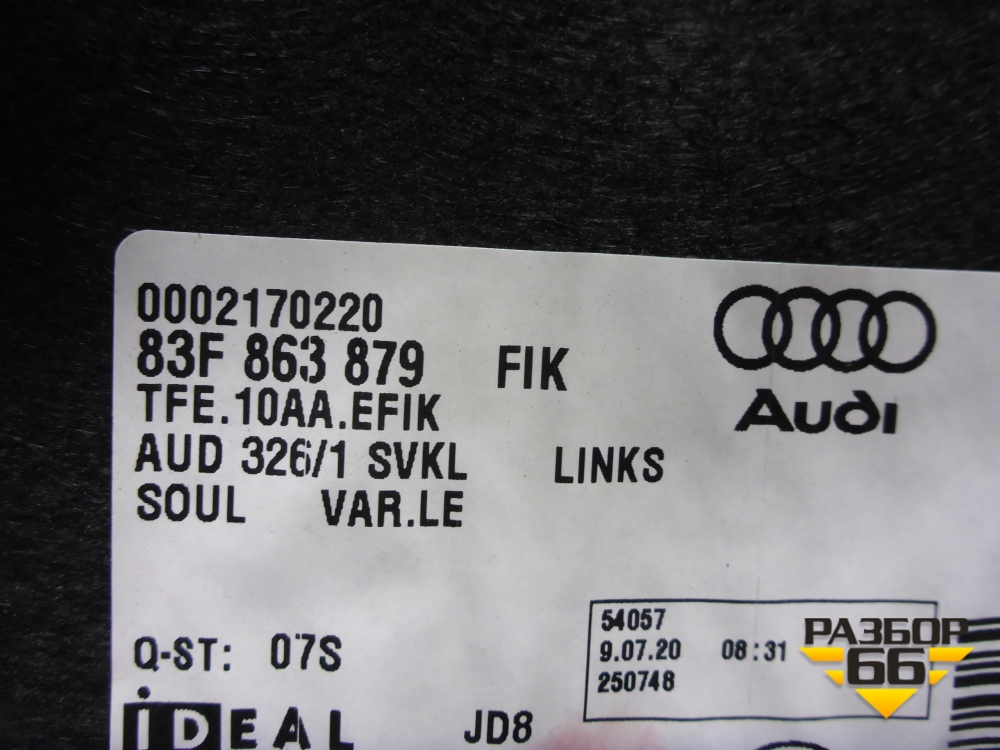 0002170220
83F 863 879 FIK
Audi
TFE.10AA.EFIK
AUD 326/1 SVKL LINKS
SOUL VAR.LE
54057
9.07.20 08:31
250748
РАЗБОР
66
Q-ST: 07S
iDEAL JD8